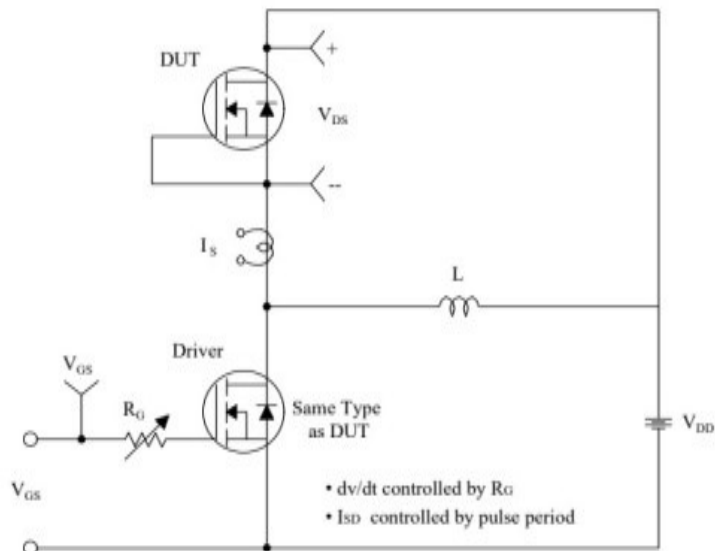 DUT
+
VDS
--
IS
L
Driver
VGS
RG
Same Type
as DUT
VDD
VGS
• dv/dt controlled by RG
• ISD controlled by pulse period